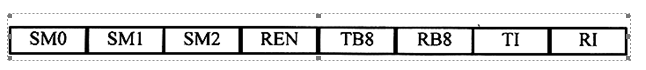 SM0 SM1 SM2 REN TB8 RB8 TI RI